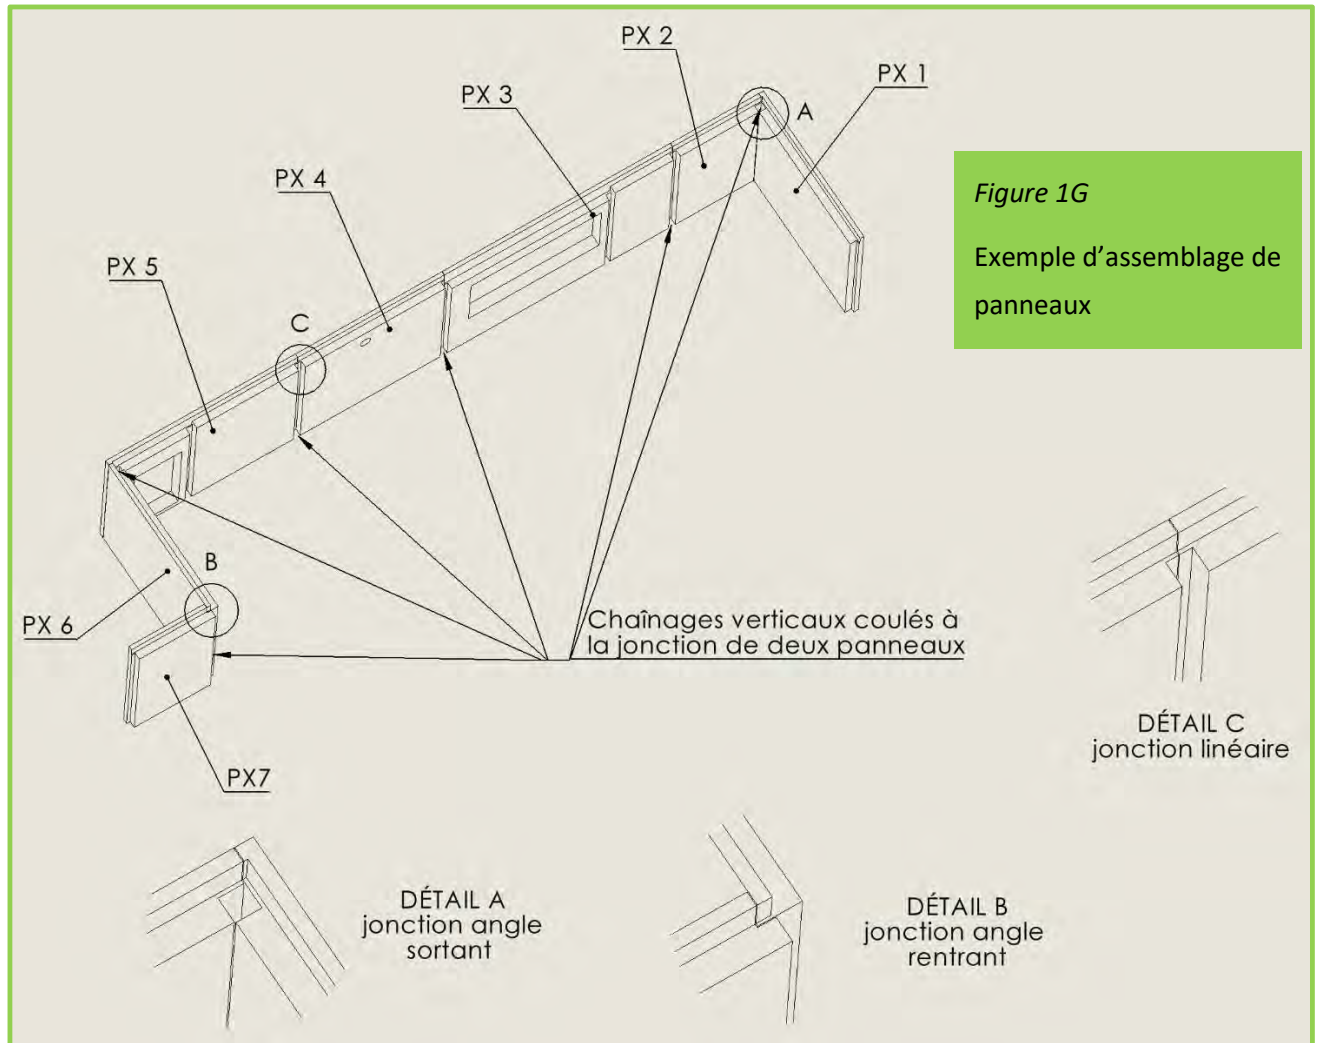 PX 2
PX 1
PX 3
A
PX 4
Figure 1G
Exemple d’assemblage de
panneaux
PX 5
C
B
PX 6
Chaînages verticaux coulés à
la jonction de deux panneaux
PX7
DÉTAIL C
jonction linéaire
DÉTAIL A
jonction angle
sortant
DÉTAIL B
jonction angle
rentrant